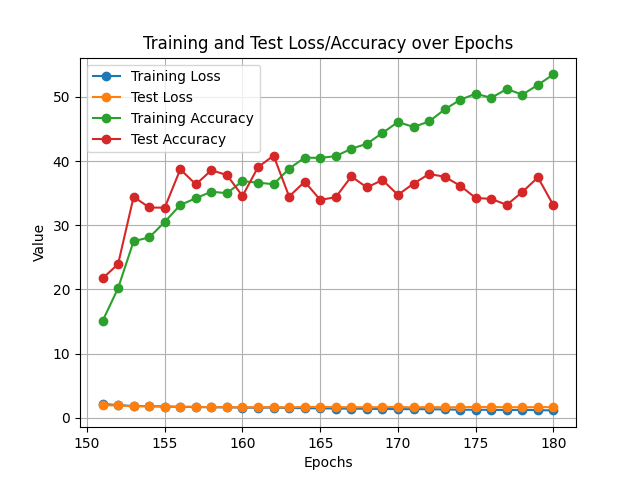 Training and Test Loss/Accuracy over Epochs
Training Loss
Test Loss
Training Accuracy
Test Accuracy
50
40
30
20
10
0
Value
150
155
160
165
170
175
180
Epochs